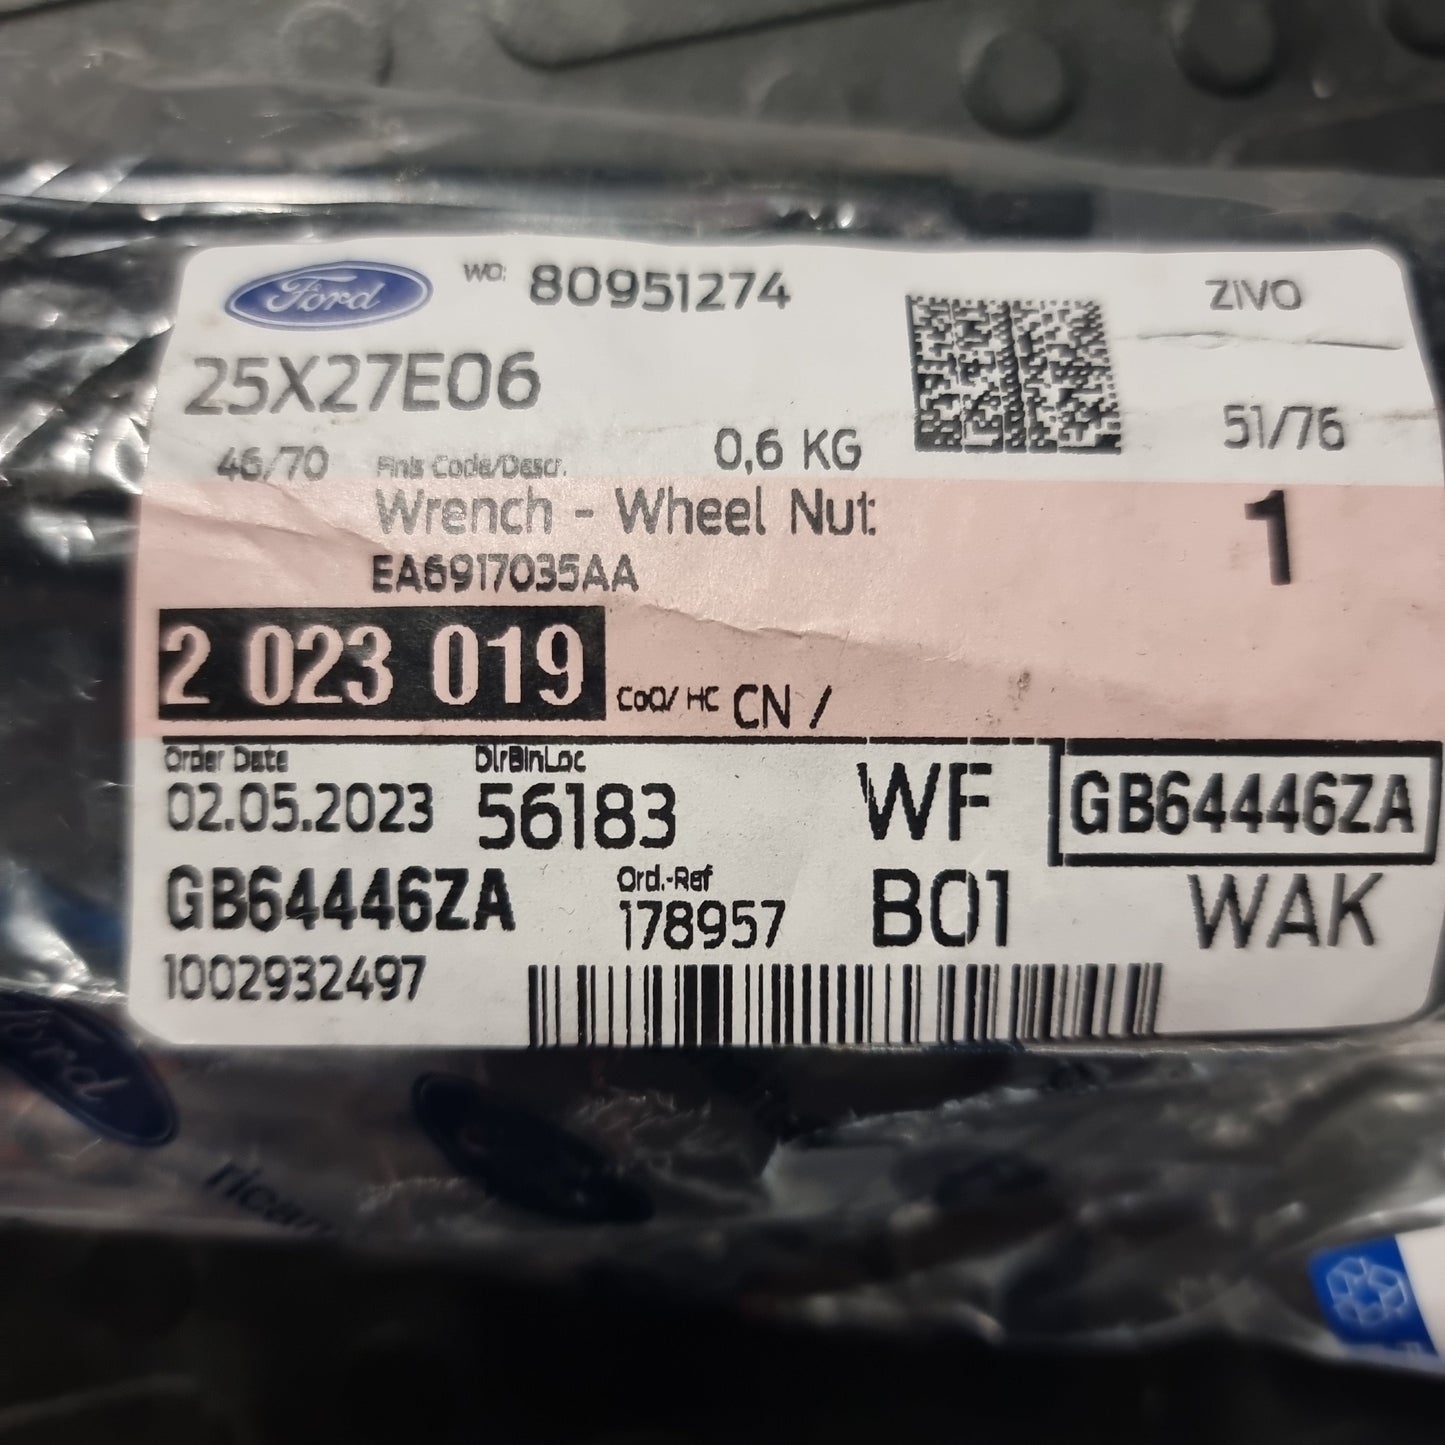 Ford WO: 80951274 ZIVO
25X27E06
46/70 Finis Code/Descr. 0,6 KG 51/76
Wrench - Wheel Nut 1
EA6917035AA
2 023 019 CoO/ HC CN /
Order Date DlrBinLoc
02.05.2023 56183 WF GB64446ZA
GB64446ZA Ord.-Ref 178957 B01 WAK
1002932497
Ford